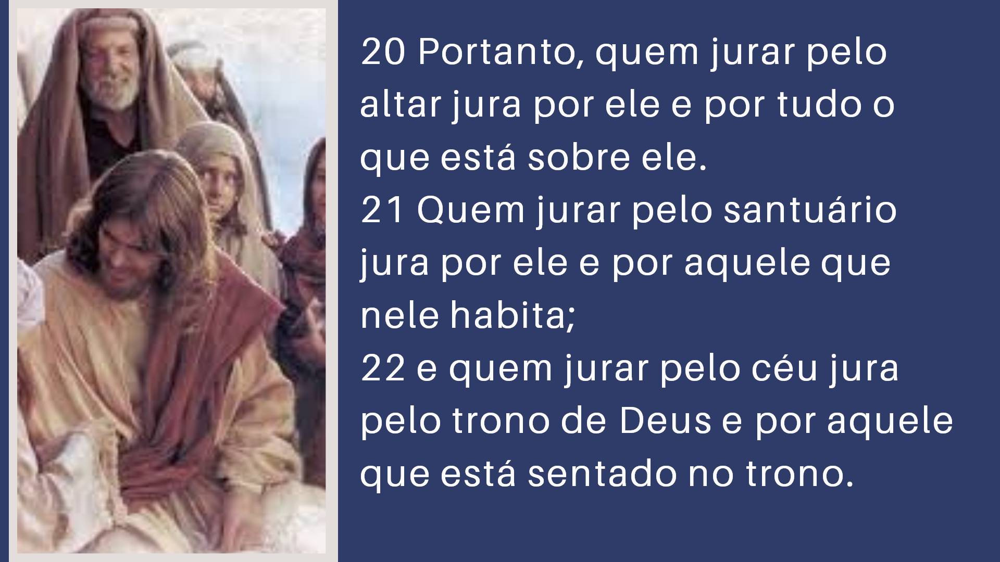 20 Portanto, quem jurar pelo
altar jura por ele e por tudo o
que está sobre ele.
21 Quem jurar pelo santuário
jura por ele e por aquele que
nele habita;
22 e quem jurar pelo céu jura
pelo trono de Deus e por aquele
que está sentado no trono.